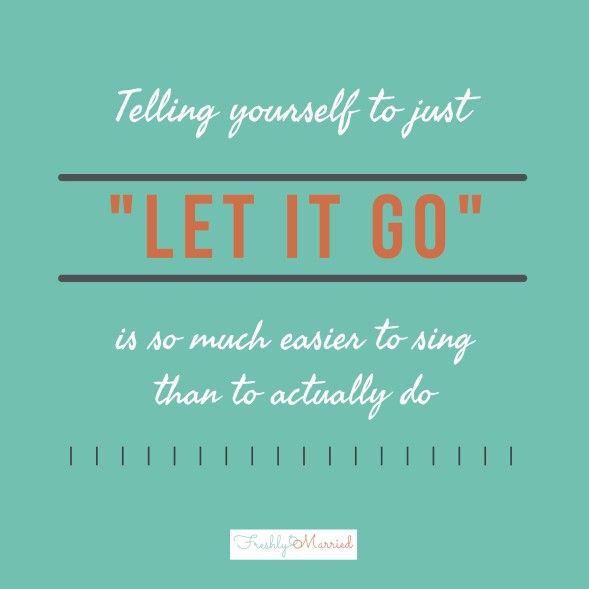 Telling yourself to just
"LET IT GO"
is so much easier to sing
than to actually do
Freshly Married